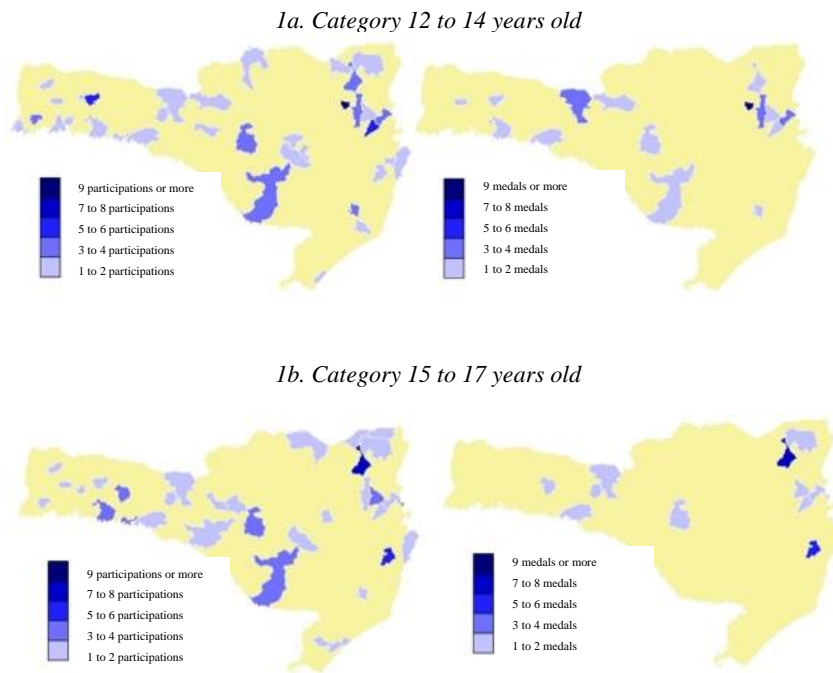 1a. Category 12 to 14 years old
9 participations or more
7 to 8 participations
5 to 6 participations
3 to 4 participations
1 to 2 participations
9 medals or more
7 to 8 medals
5 to 6 medals
3 to 4 medals
1 to 2 medals
1b. Category 15 to 17 years old
9 participations or more
7 to 8 participations
5 to 6 participations
3 to 4 participations
1 to 2 participations
9 medals or more
7 to 8 medals
5 to 6 medals
3 to 4 medals
1 to 2 medals